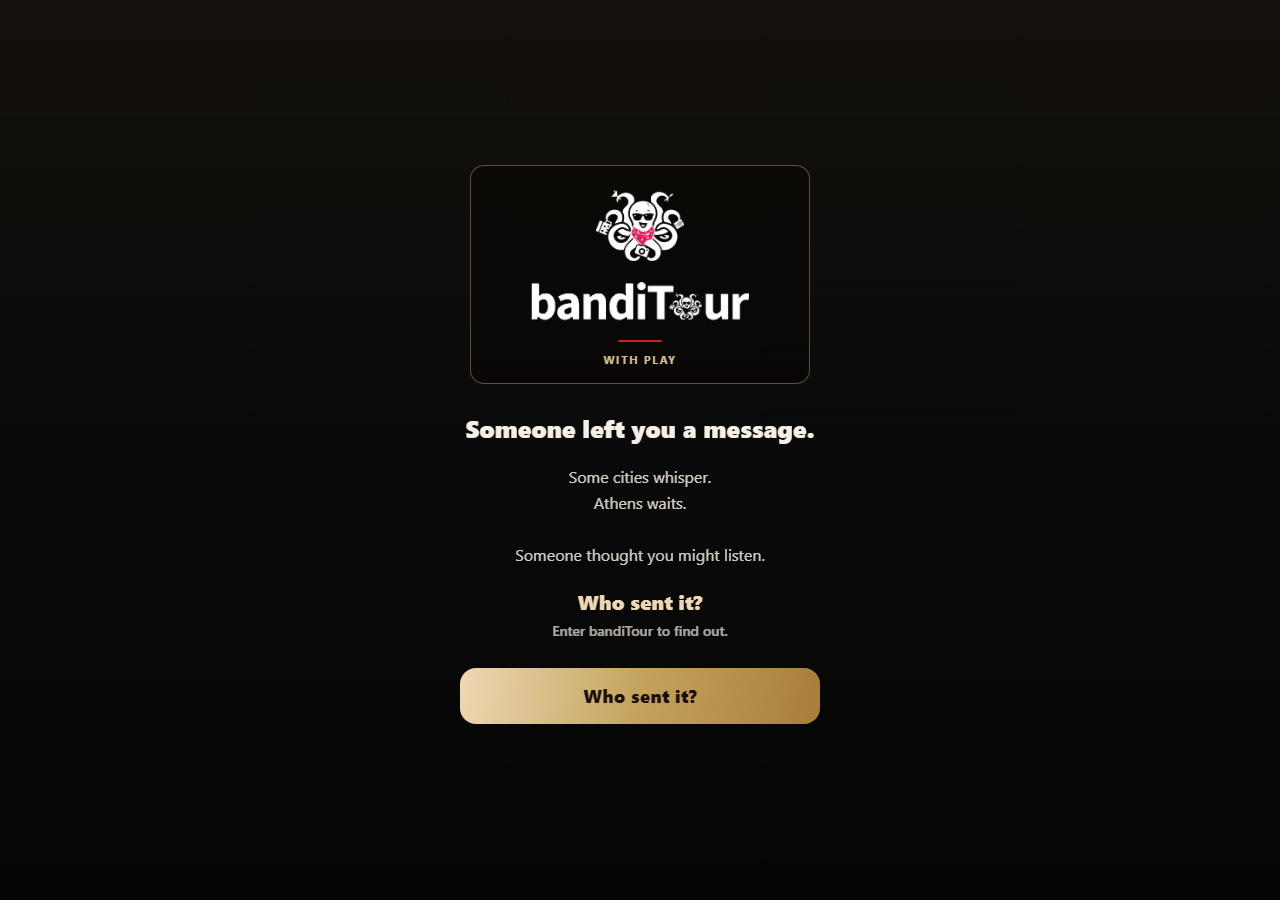 bandiTour
WITH PLAY
Someone left you a message.
Some cities whisper.
Athens waits.
Someone thought you might listen.
Who sent it?
Enter bandiTour to find out.
Who sent it?